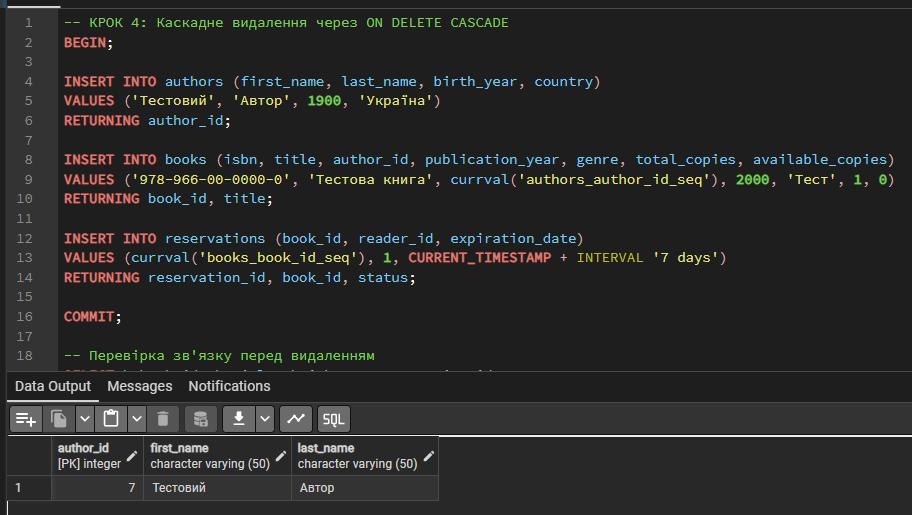 1 -- КРОК 4: Каскадне видалення через ON DELETE CASCADE
2 BEGIN;
3
4 INSERT INTO authors (first_name, last_name, birth_year, country)
5 VALUES ('Тестовий', 'Автор', 1900, 'Україна')
6 RETURNING author_id;
7
8 INSERT INTO books (isbn, title, author_id, publication_year, genre, total_copies, available_copies)
9 VALUES ('978-966-00-0000-0', 'Тестова книга', currval('authors_author_id_seq'), 2000, 'Тест', 1, 0)
10 RETURNING book_id, title;
11
12 INSERT INTO reservations (book_id, reader_id, expiration_date)
13 VALUES (currval('books_book_id_seq'), 1, CURRENT_TIMESTAMP + INTERVAL '7 days')
14 RETURNING reservation_id, book_id, status;
15
16 COMMIT;
17
18 -- Перевірка зв'язку перед видаленням
Data Output Messages Notifications
SQL
author_id first_name last_name
[PK] integer character varying (50) character varying (50)
1 7 Тестовий Автор